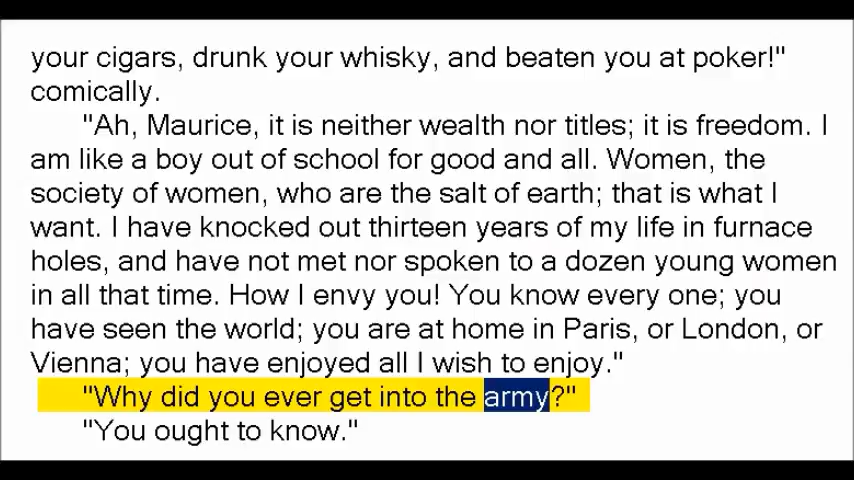 your cigars, drunk your whisky, and beaten you at poker!"
comically.
"Ah, Maurice, it is neither wealth nor titles; it is freedom. I
am like a boy out of school for good and all. Women, the
society of women, who are the salt of earth; that is what I
want. I have knocked out thirteen years of my life in furnace
holes, and have not met nor spoken to a dozen young women
in all that time. How I envy you! You know every one; you
have seen the world; you are at home in Paris, or London, or
Vienna; you have enjoyed all I wish to enjoy."
"Why did you ever get into the army?"
"You ought to know."